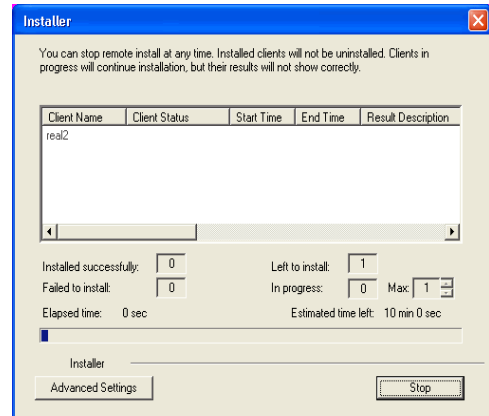 Installer
You can stop remote install at any time. Installed clients will not be uninstalled. Clients in
progress will continue installation, but their results will not show correctly.
Client Name Client Status Start Time End Time Result Description
real2
Installed successfully: 0 Left to install: 1
Failed to install: 0 In progress: 0 Max: 1
Elapsed time: 0 sec Estimated time left: 10 min 0 sec
Installer
Advanced Settings Stop